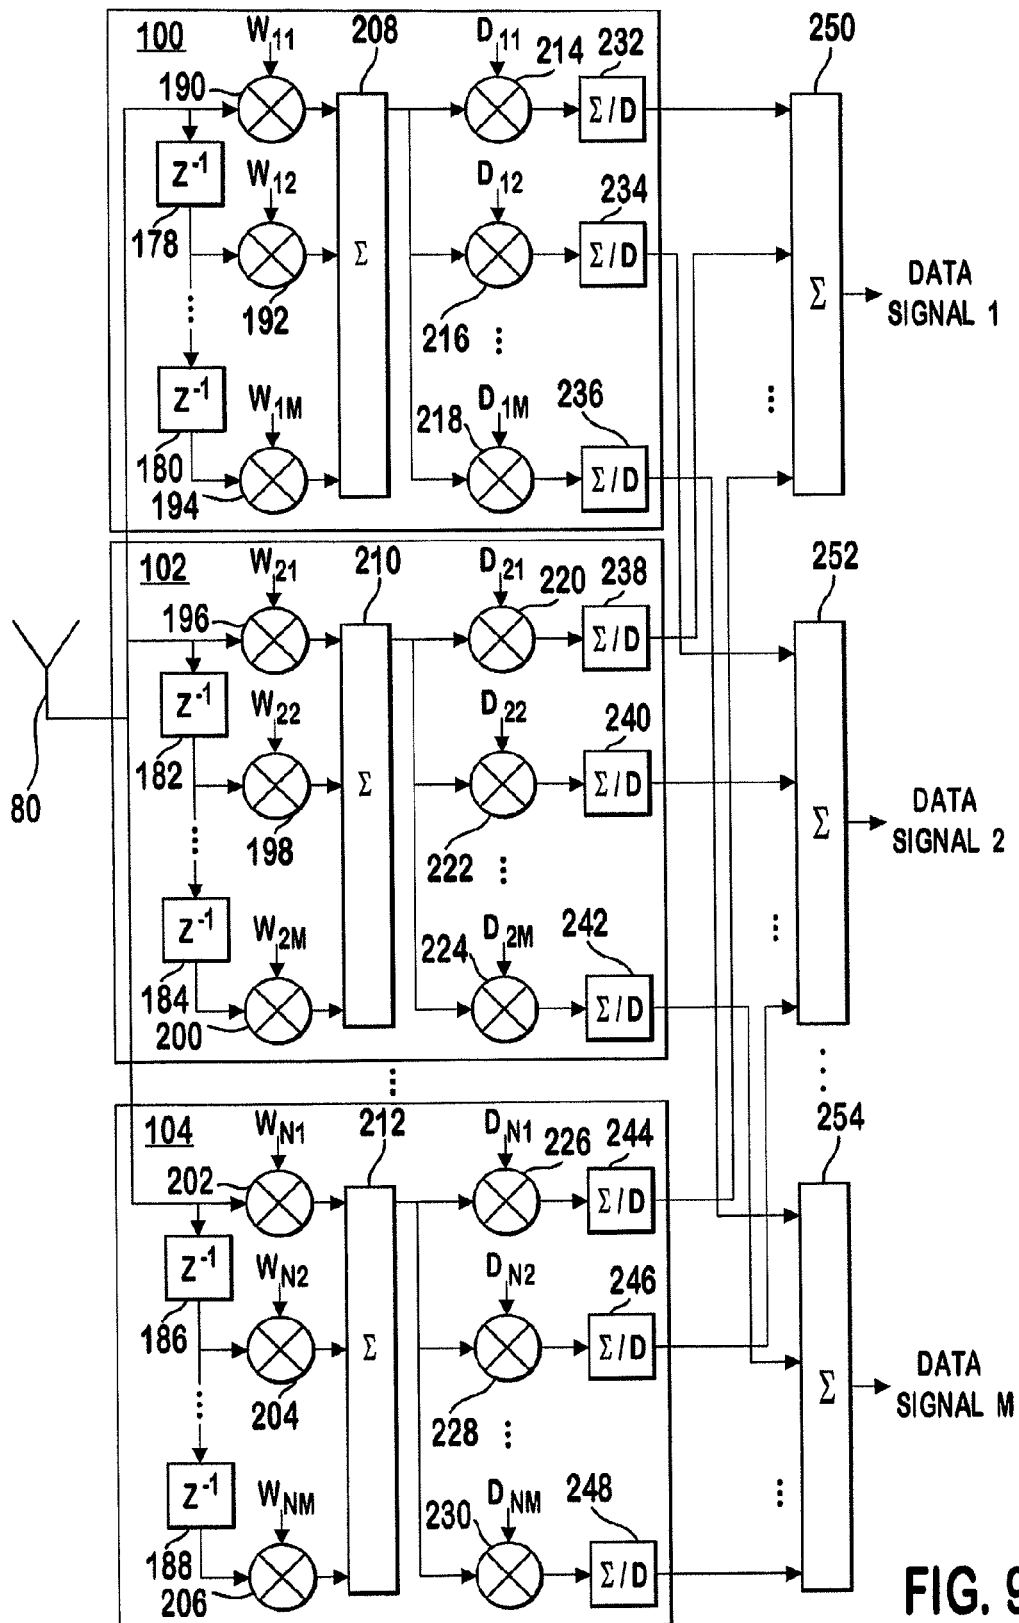 100
W11
208
D11
214
232
250
190
Σ/D
Z-1
W12
D12
234
178
Σ
Σ/D
192
216
...
...
Σ
DATA
SIGNAL 1
Z-1
W1M
218
D1M
236
...
180
194
Σ/D
102
W21
210
D21
220
238
252
196
Σ/D
Z-1
W22
D22
240
182
Σ
Σ/D
80
198
222
...
...
Σ
DATA
SIGNAL 2
Z-1
W2M
224
D2M
242
...
184
200
Σ/D
...
...
104
WN1
212
DN1
226
244
254
202
Σ/D
Z-1
WN2
DN2
246
186
Σ
Σ/D
204
228
...
...
Σ
DATA
SIGNAL M
Z-1
WNM
230
DNM
248
...
188
206
Σ/D
FIG. 9